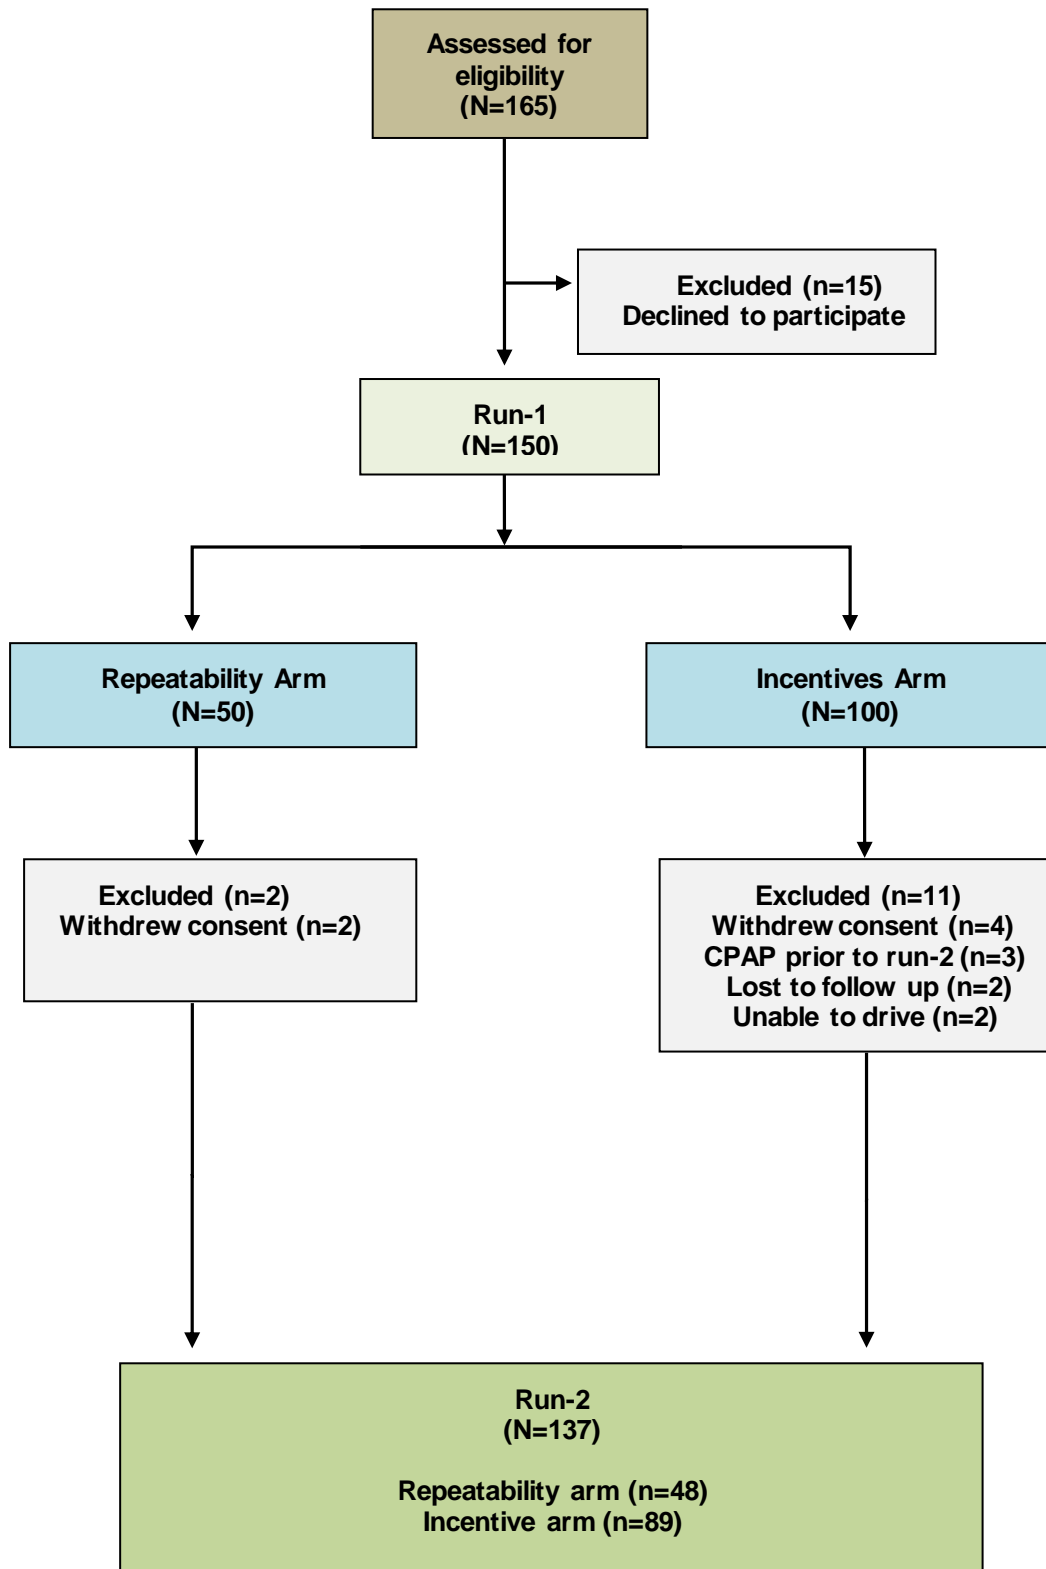 Assessed for
eligibility
(N=165)
Excluded (n=15)
Declined to participate
Run-1
(N=150)
Repeatability Arm
(N=50)
Incentives Arm
(N=100)
Excluded (n=2)
Withdrew consent (n=2)
Excluded (n=11)
Withdrew consent (n=4)
CPAP prior to run-2 (n=3)
Lost to follow up (n=2)
Unable to drive (n=2)
Run-2
(N=137)
Repeatability arm (n=48)
Incentive arm (n=89)